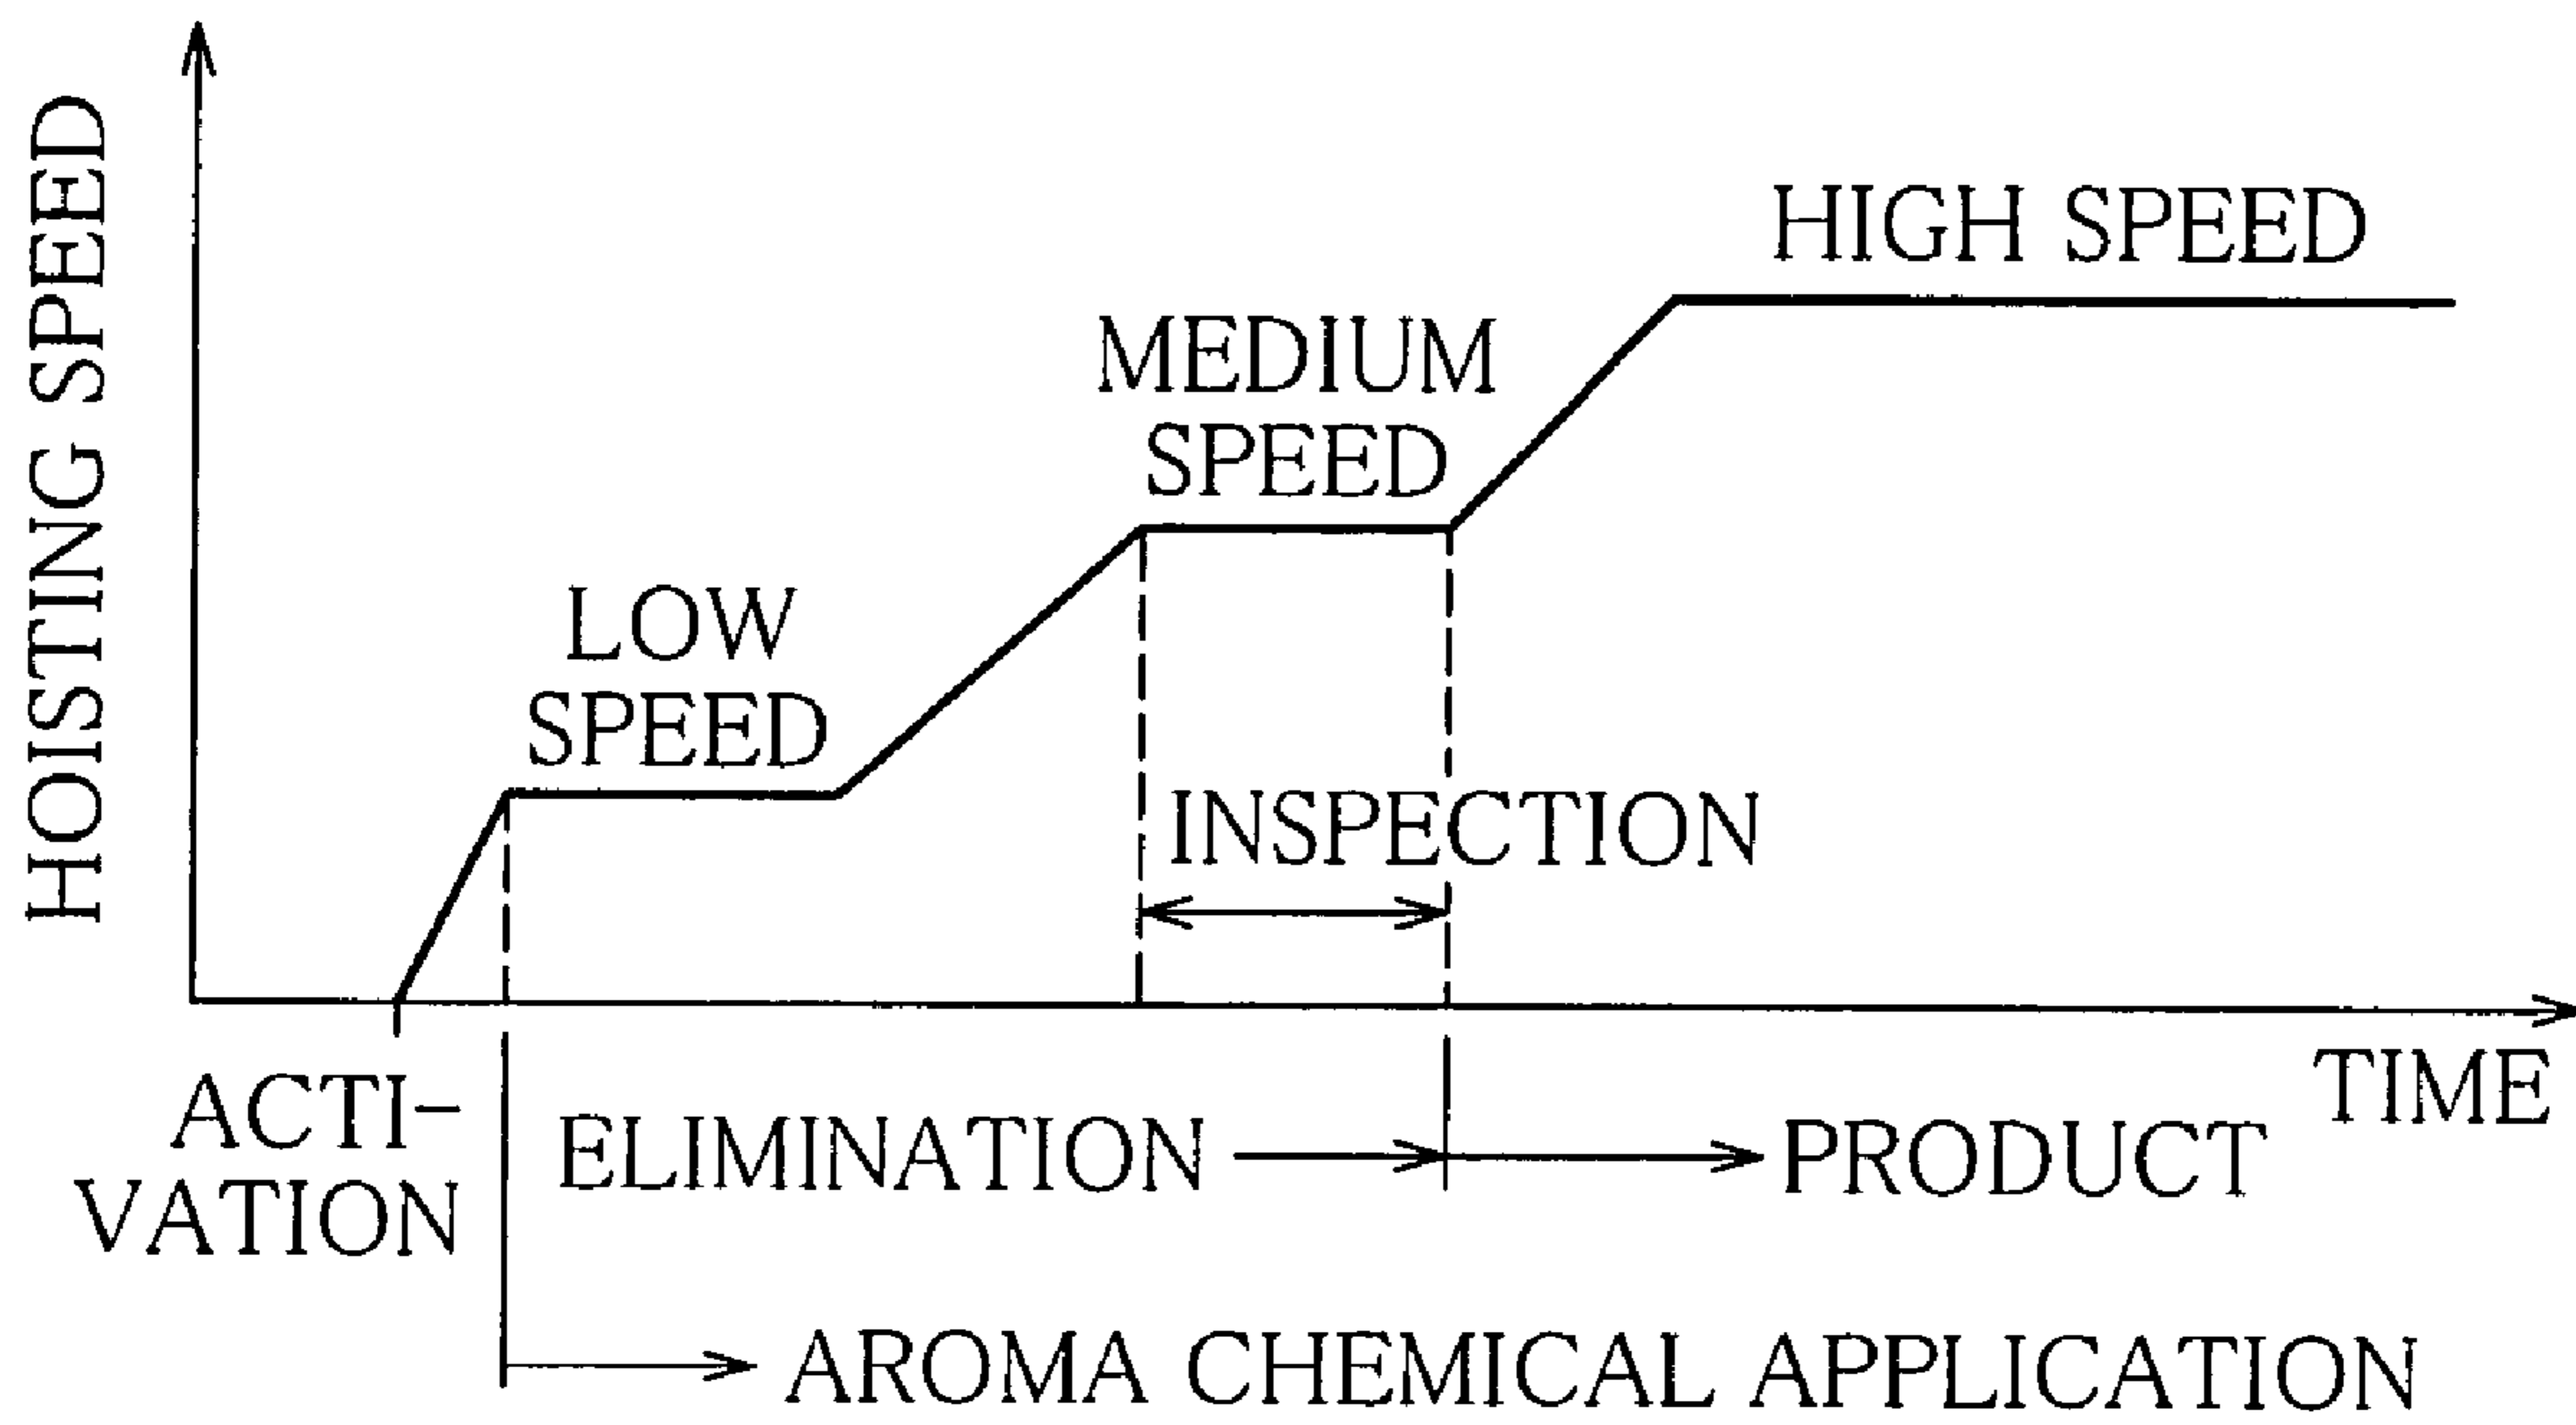 HOISTING SPEED
HIGH SPEED
MEDIUM
SPEED
LOW
SPEED
INSPECTION
TIME
ACTI-
VATION
ELIMINATION
PRODUCT
AROMA CHEMICAL APPLICATION